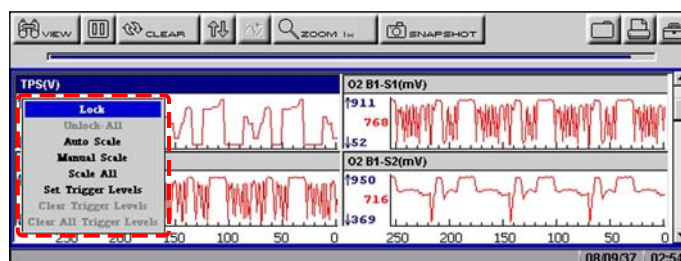 VIEW CLEAR ZOOM 1x SNAPSHOT
TPS(V) O2 B1-S1(mV)
Lock
Unlock All
Auto Scale
Manual Scale
Scale All
Set Trigger Levels
Clear Trigger Levels
Clear All Trigger Levels
911
768
52
O2 B1-S2(mV)
950
716
369
250 200 150 100 50 0 250 200 150 100 50 0
08/09/37 02:54